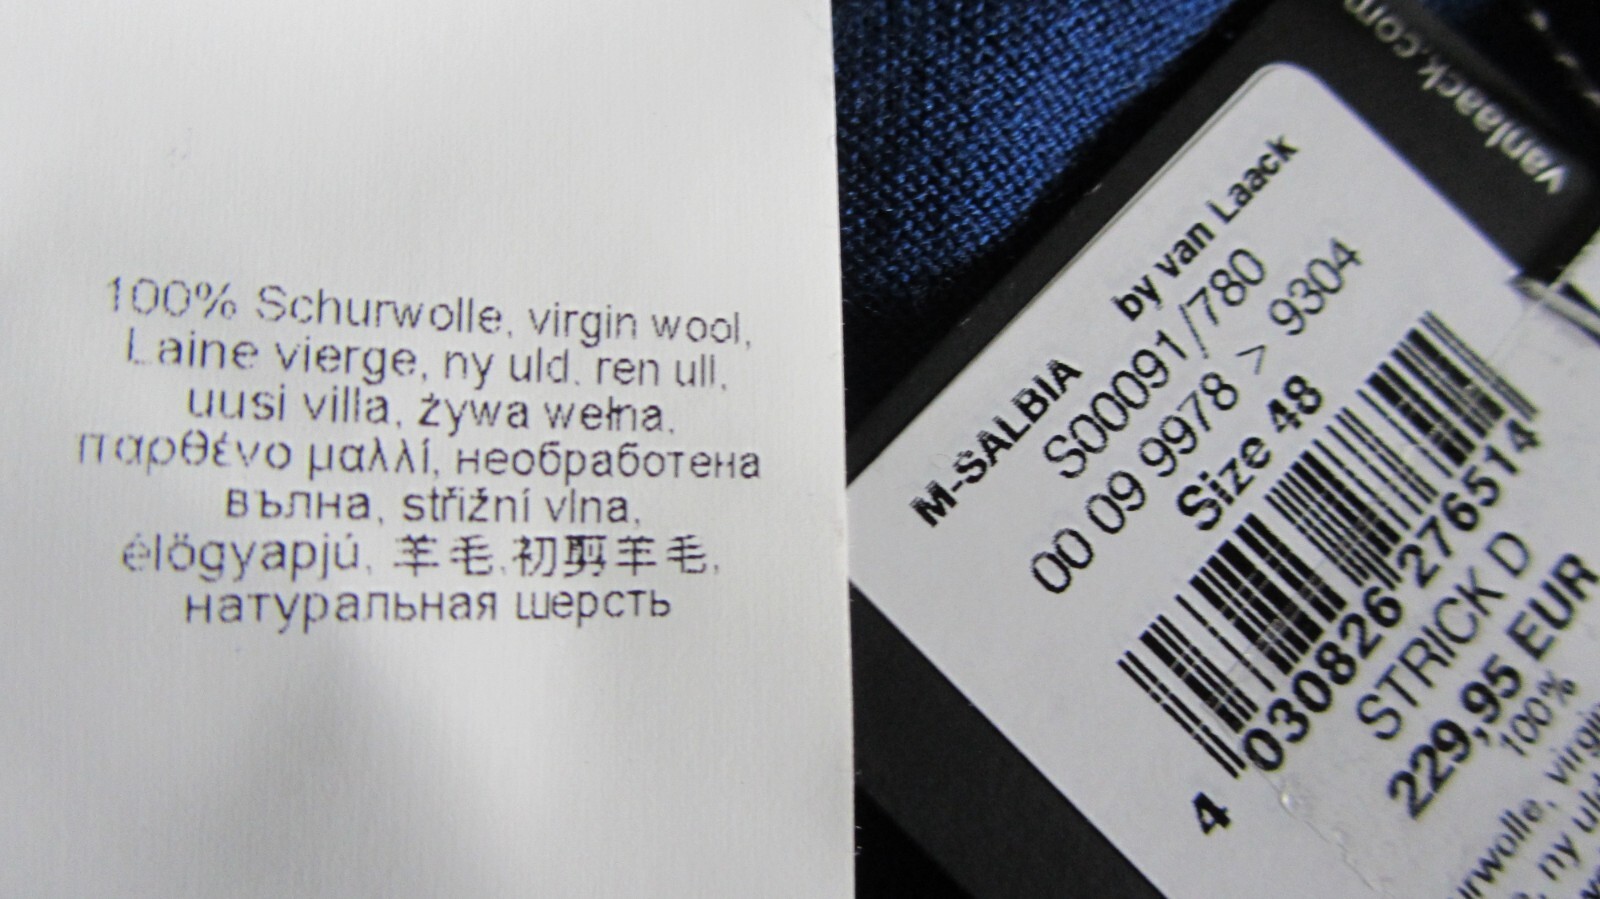 100% Schurwolle, virgin wool,
Laine vierge, ny uld, ren ull,
uusi villa, żywa wełna,
παρθένο μαλλί, необработена
вълна, střižní vlna,
élögyapjú, 羊毛,初剪羊毛,
натуральная шерсть
vanlaack.com
by van Laack
M-SALBIA
S00091/780
00 09 9978 > 9304
Size 48
4 030826 276514
STRICK D
229,95 EUR
100%
ny